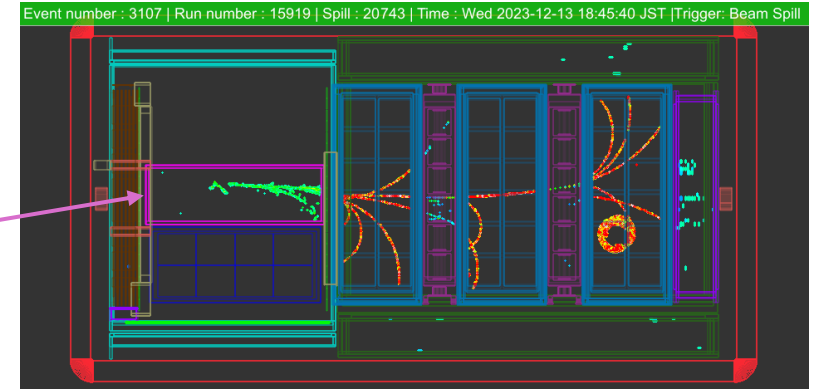 Event number : 3107 | Run number : 15919 | Spill : 20743 | Time : Wed 2023-12-13 18:45:40 JST |Trigger: Beam Spill